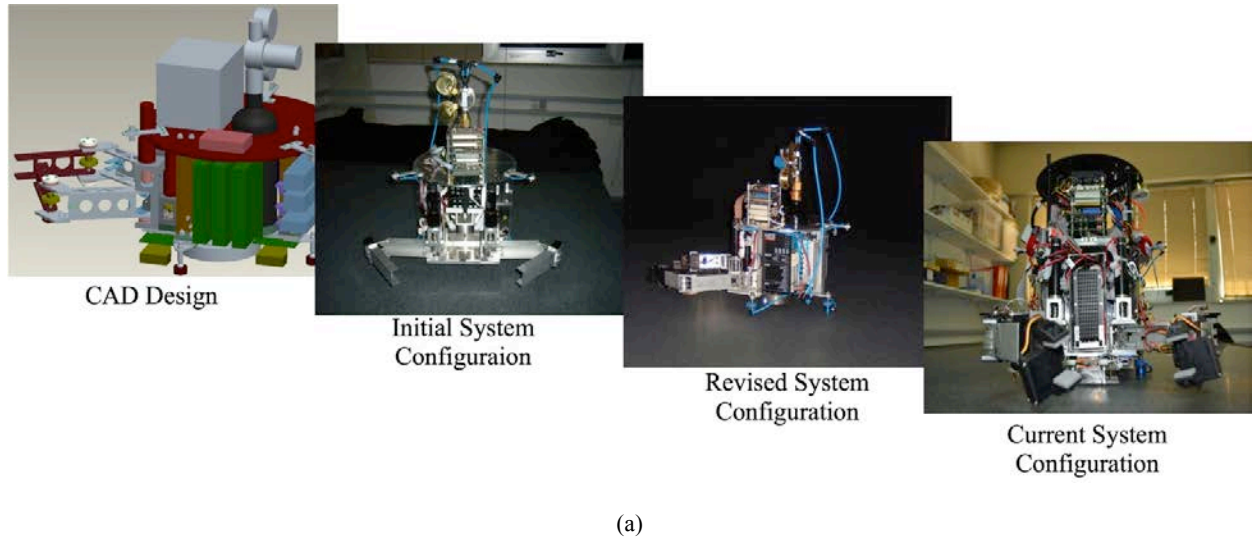 CAD Design
Initial System
Configuraion
Revised System
Configuration
Current System
Configuration
(a)